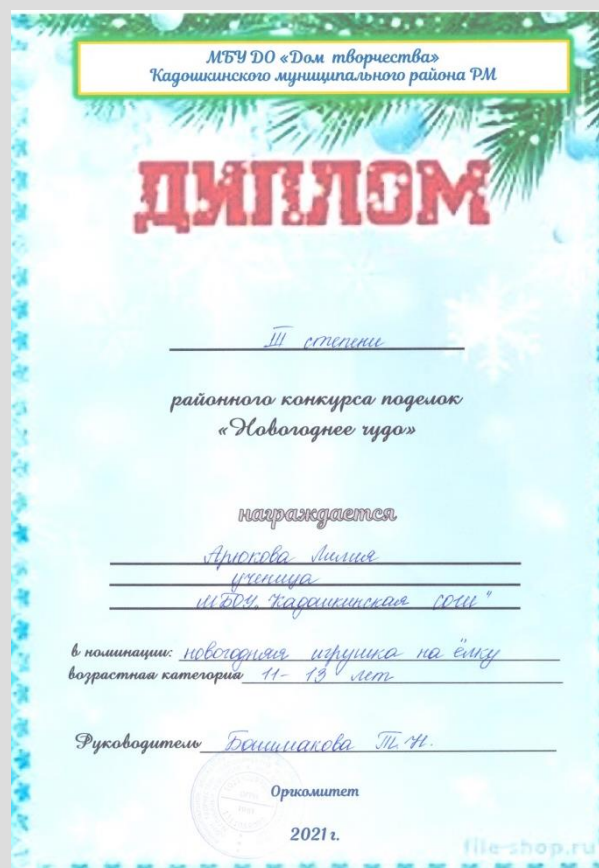 МБУ ДО «Дом творчества»
Кадошкинского муниципального района РМ
ДИПЛОМ
III степени
районного конкурса поделок
«Новогоднее чудо»
награждается
Арюкова Лилия
ученица
МБОУ "Кадошкинская СОШ"
в номинации: новогодняя игрушка на ёлку
возрастная категория 11-13 лет
Руководитель Башмакова Т.Н.
Оргкомитет
2021 г.
file-shop.ru